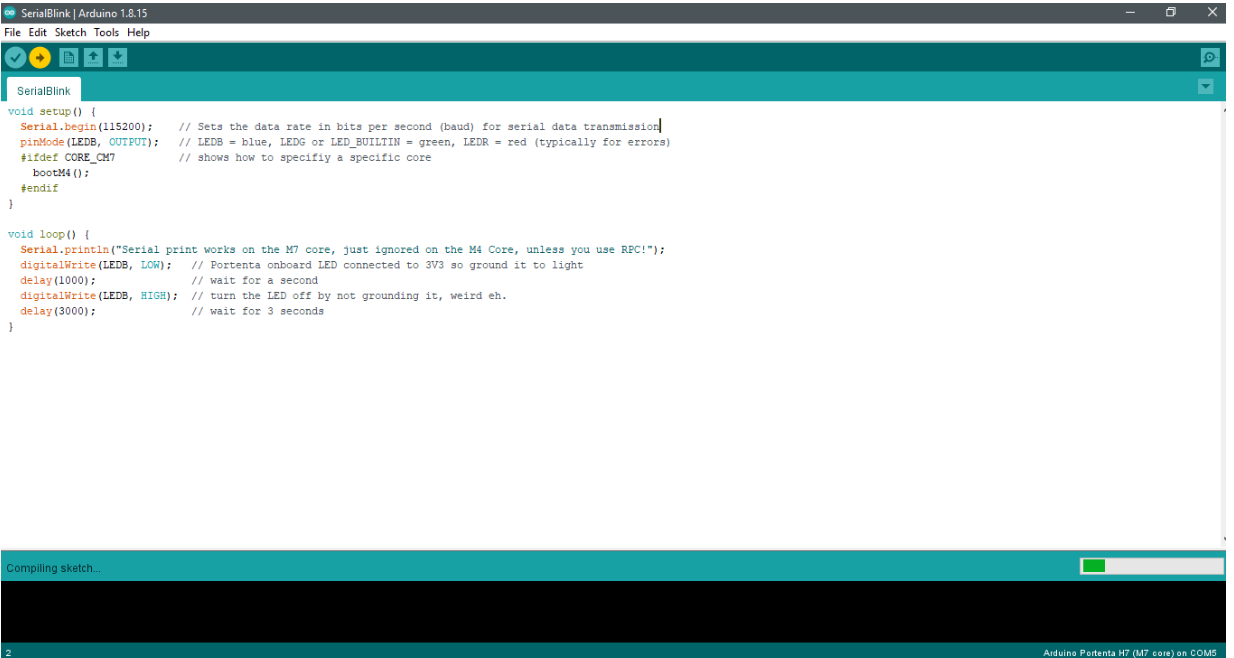 SerialBlink | Arduino 1.8.15
File Edit Sketch Tools Help
SerialBlink
void setup() {
  Serial.begin(115200);    // Sets the data rate in bits per second (baud) for serial data transmission
  pinMode(LEDB, OUTPUT);   // LEDB = blue, LEDG or LED_BUILTIN = green, LEDR = red (typically for errors)
  #ifdef CORE_CM7          // shows how to specifiy a specific core
    bootM4();
  #endif
}
void loop() {
  Serial.println("Serial print works on the M7 core, just ignored on the M4 Core, unless you use RPC!");
  digitalWrite(LEDB, LOW);   // Portenta onboard LED connected to 3V3 so ground it to light
  delay(1000);               // wait for a second
  digitalWrite(LEDB, HIGH);  // turn the LED off by not grounding it, weird eh.
  delay(3000);               // wait for 3 seconds
}
Compiling sketch...
2
Arduino Portenta H7 (M7 core) on COM5